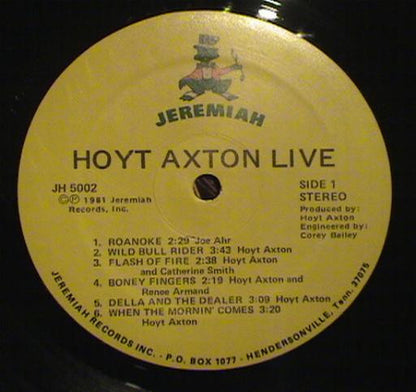 JEREMIAH
HOYT AXTON LIVE
JH 5002
©℗ 1981 Jeremiah
Records, Inc.
SIDE 1
STEREO
Produced by:
Hoyt Axton
Engineered by:
Corey Bailey
1. ROANOKE 2:29 Joe Ahr
2. WILD BULL RIDER 3:43 Hoyt Axton
3. FLASH OF FIRE 2:38 Hoyt Axton
and Catherine Smith
4. BONEY FINGERS 2:19 Hoyt Axton and
Renee Armand
5. DELLA AND THE DEALER 3:09 Hoyt Axton
6. WHEN THE MORNIN' COMES 3:20
Hoyt Axton
JEREMIAH RECORDS INC. - P.O. BOX 1077 - HENDERSONVILLE, Tenn. 37075